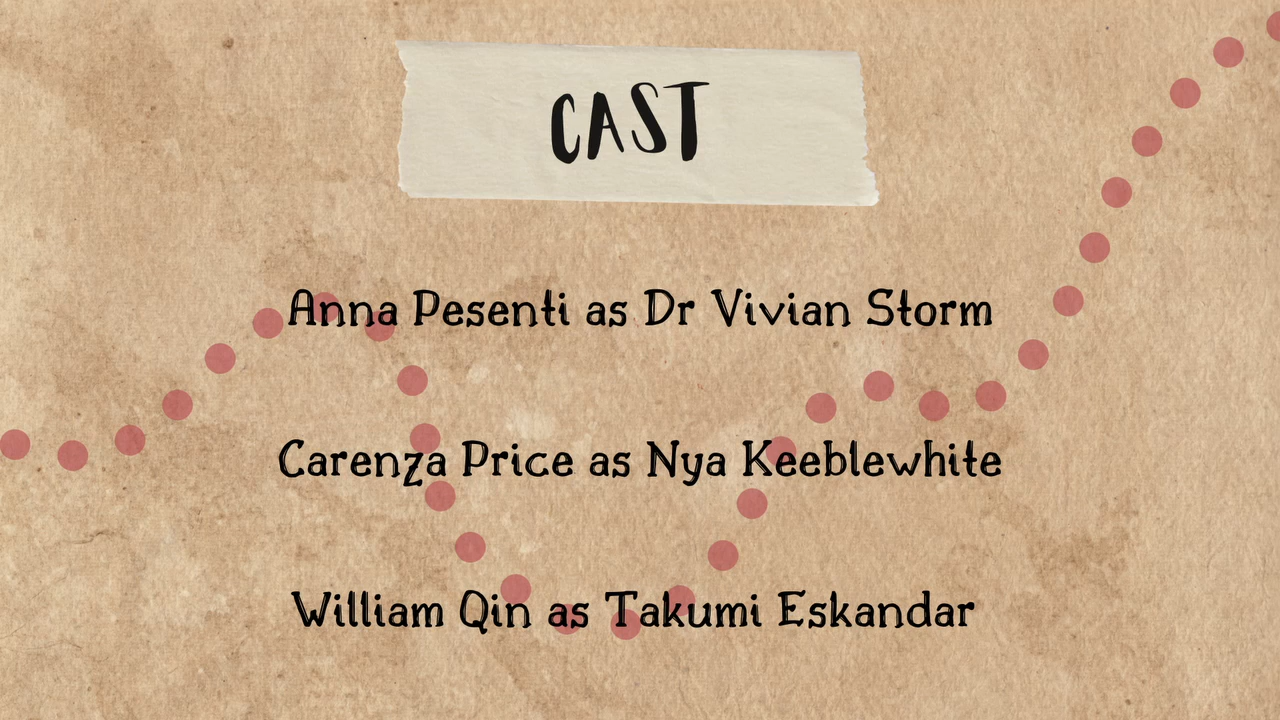 CAST
Anna Pesenti as Dr Vivian Storm
Carenza Price as Nya Keeblewhite
William Qin as Takumi Eskandar